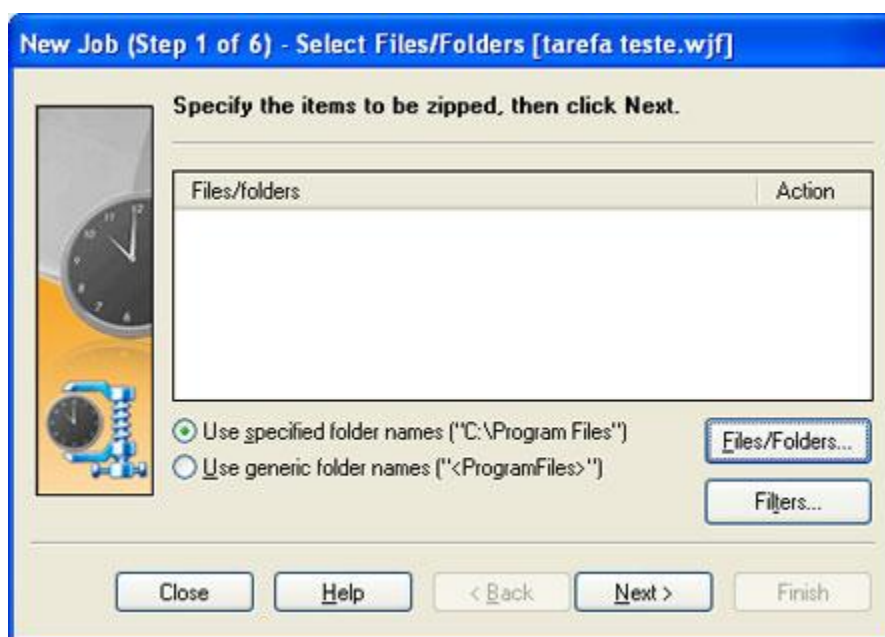 New Job (Step 1 of 6) - Select Files/Folders [tarefa teste.wjf]
Specify the items to be zipped, then click Next.
Files/folders Action
Use specified folder names ("C:\Program Files")
Use generic folder names ("<ProgramFiles>")
Files/Folders...
Filters...
Close Help < Back Next > Finish